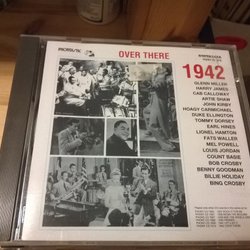 OVER THERE
1942
GLENN MILLER
HARRY JAMES
CAB CALLOWAY
ARTIE SHAW
JOHN KIRBY
HOAGY CARMICHAEL
DUKE ELLINGTON
TOMMY DORSEY
EARL HINES
LIONEL HAMTON
FATS WALLER
MEL POWELL
LOUIS JORDAN
COUNT BASIE
BOB CROSBY
BENNY GOODMAN
BILLIE HOLIDAY
BING CROSBY